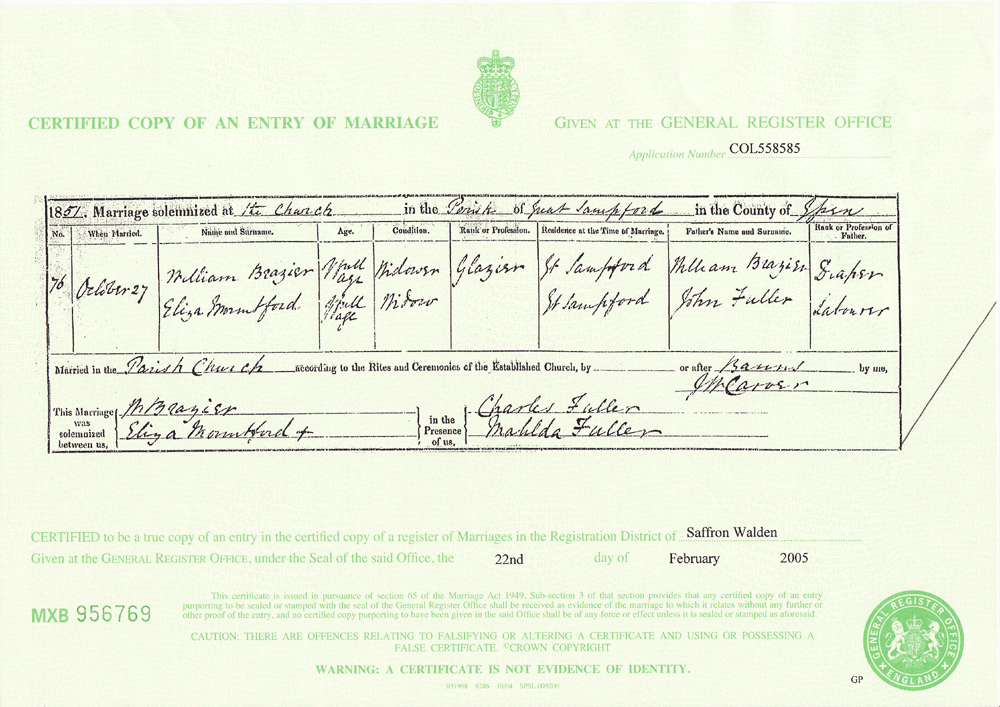 CERTIFIED COPY OF AN ENTRY OF MARRIAGE
GIVEN AT THE GENERAL REGISTER OFFICE
Application Number COL558585
1851. Marriage solemnized at the Church in the Parish of Great Sampford in the County of Essex
No. When Married. Name and Surname. Age. Condition. Rank or Profession. Residence at the Time of Marriage. Father's Name and Surname. Rank or Profession of Father.
76 October 27 William Brazier Full Age Widower Glazier Gt Sampford William Brazier Draper
Eliza Mountford Full Age Widow Gt Sampford John Fuller Labourer
Married in the Parish Church according to the Rites and Ceremonies of the Established Church, by or after Banns by me,
JW Carver
This Marriage was solemnized between us, W Brazier
Eliza Mountford +
in the Presence of us, Charles Fuller
Matilda Fuller
CERTIFIED to be a true copy of an entry in the certified copy of a register of Marriages in the Registration District of Saffron Walden
Given at the GENERAL REGISTER OFFICE, under the Seal of the said Office, the 22nd day of February 2005
This certificate is issued in pursuance of section 65 of the Marriage Act 1949. Sub-section 3 of that section provides that any certified copy of an entry
purporting to be sealed or stamped with the seal of the General Register Office shall be received as evidence of the marriage to which it relates without any further or
other proof of the entry, and no certified copy purporting to have been given in the said Office shall be of any force or effect unless it is sealed or stamped as aforesaid.
MXB 956769
CAUTION: THERE ARE OFFENCES RELATING TO FALSIFYING OR ALTERING A CERTIFICATE AND USING OR POSSESSING A
FALSE CERTIFICATE. ©CROWN COPYRIGHT
WARNING: A CERTIFICATE IS NOT EVIDENCE OF IDENTITY.
031998 0286 10/04 SPSL 009200
GP
GENERAL REGISTER OFFICE
ENGLAND